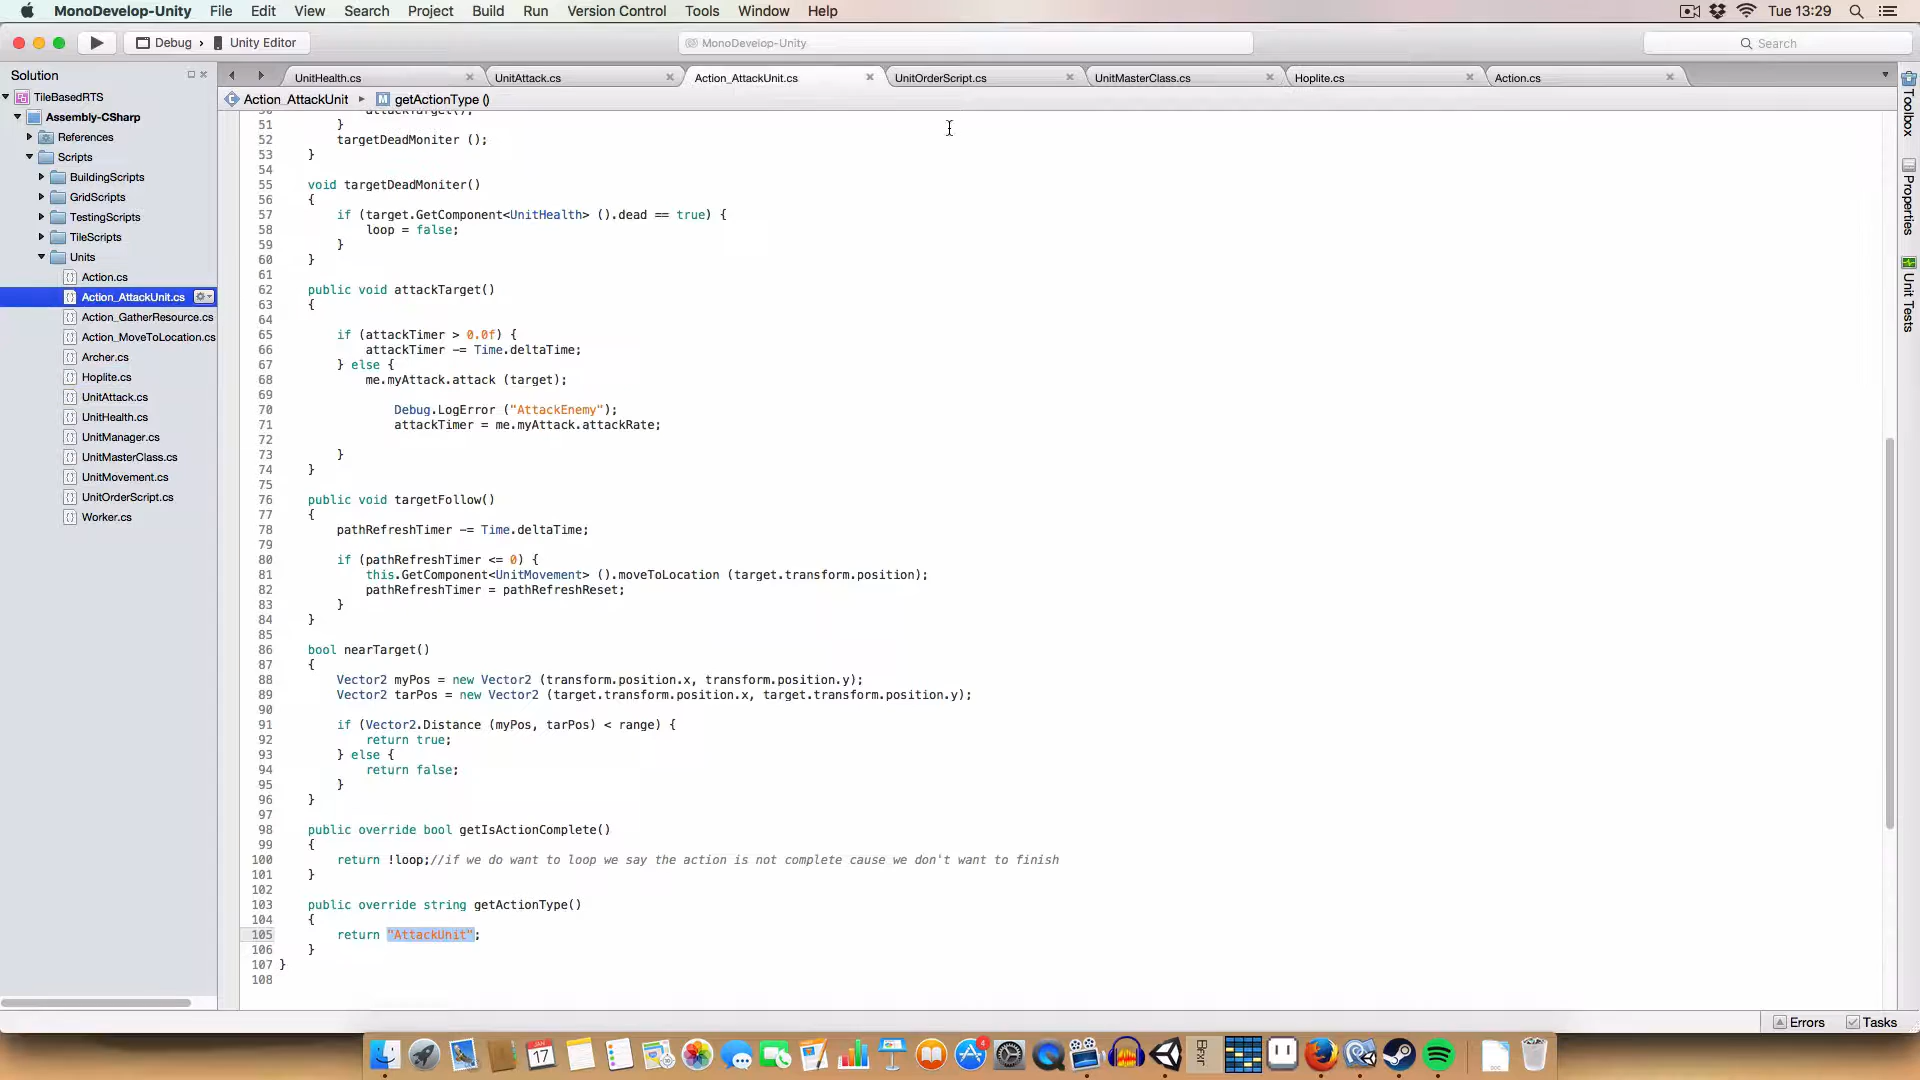 MonoDevelop-Unity File Edit View Search Project Build Run Version Control Tools Window Help Tue 13:29
Debug › Unity Editor MonoDevelop-Unity Search
Solution
UnitHealth.cs UnitAttack.cs Action_AttackUnit.cs UnitOrderScript.cs UnitMasterClass.cs Hoplite.cs Action.cs
Action_AttackUnit ▸ getActionType ()
TileBasedRTS
Assembly-CSharp
References
Scripts
BuildingScripts
GridScripts
TestingScripts
TileScripts
Units
Action.cs
Action_AttackUnit.cs
Action_GatherResource.cs
Action_MoveToLocation.cs
Archer.cs
Hoplite.cs
UnitAttack.cs
UnitHealth.cs
UnitManager.cs
UnitMasterClass.cs
UnitMovement.cs
UnitOrderScript.cs
Worker.cs
51 }
52 targetDeadMoniter ();
53 }
54
55 void targetDeadMoniter()
56 {
57 if (target.GetComponent<UnitHealth> ().dead == true) {
58 loop = false;
59 }
60 }
61
62 public void attackTarget()
63 {
64
65 if (attackTimer > 0.0f) {
66 attackTimer -= Time.deltaTime;
67 } else {
68 me.myAttack.attack (target);
69
70 Debug.LogError ("AttackEnemy");
71 attackTimer = me.myAttack.attackRate;
72
73 }
74 }
75
76 public void targetFollow()
77 {
78 pathRefreshTimer -= Time.deltaTime;
79
80 if (pathRefreshTimer <= 0) {
81 this.GetComponent<UnitMovement> ().moveToLocation (target.transform.position);
82 pathRefreshTimer = pathRefreshReset;
83 }
84 }
85
86 bool nearTarget()
87 {
88 Vector2 myPos = new Vector2 (transform.position.x, transform.position.y);
89 Vector2 tarPos = new Vector2 (target.transform.position.x, target.transform.position.y);
90
91 if (Vector2.Distance (myPos, tarPos) < range) {
92 return true;
93 } else {
94 return false;
95 }
96 }
97
98 public override bool getIsActionComplete()
99 {
100 return !loop;//if we do want to loop we say the action is not complete cause we don't want to finish
101 }
102
103 public override string getActionType()
104 {
105 return "AttackUnit";
106 }
107 }
108
Toolbox
Properties
Unit Tests
Errors Tasks
JAN
17
4
Bfxr